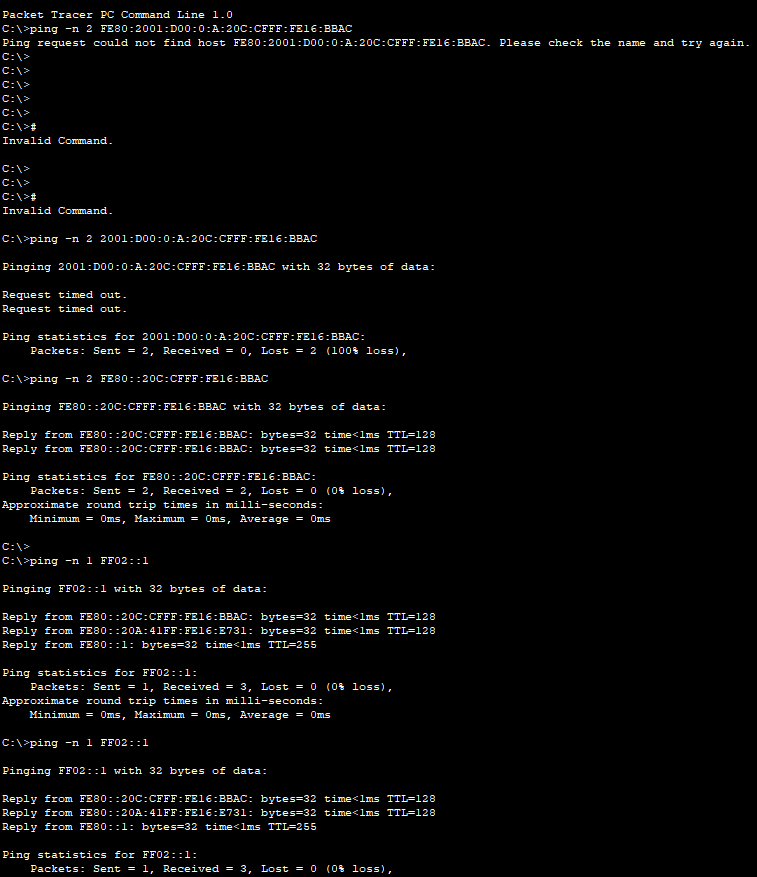 Packet Tracer PC Command Line 1.0
C:\>ping -n 2 FE80:2001:D00:0:A:20C:CFFF:FE16:BBAC
Ping request could not find host FE80:2001:D00:0:A:20C:CFFF:FE16:BBAC. Please check the name and try again.
C:\>
C:\>
C:\>
C:\>
C:\>
C:\>#
Invalid Command.
C:\>
C:\>
C:\>#
Invalid Command.
C:\>ping -n 2 2001:D00:0:A:20C:CFFF:FE16:BBAC
Pinging 2001:D00:0:A:20C:CFFF:FE16:BBAC with 32 bytes of data:
Request timed out.
Request timed out.
Ping statistics for 2001:D00:0:A:20C:CFFF:FE16:BBAC:
Packets: Sent = 2, Received = 0, Lost = 2 (100% loss),
C:\>ping -n 2 FE80::20C:CFFF:FE16:BBAC
Pinging FE80::20C:CFFF:FE16:BBAC with 32 bytes of data:
Reply from FE80::20C:CFFF:FE16:BBAC: bytes=32 time<1ms TTL=128
Reply from FE80::20C:CFFF:FE16:BBAC: bytes=32 time<1ms TTL=128
Ping statistics for FE80::20C:CFFF:FE16:BBAC:
Packets: Sent = 2, Received = 2, Lost = 0 (0% loss),
Approximate round trip times in milli-seconds:
Minimum = 0ms, Maximum = 0ms, Average = 0ms
C:\>
C:\>ping -n 1 FF02::1
Pinging FF02::1 with 32 bytes of data:
Reply from FE80::20C:CFFF:FE16:BBAC: bytes=32 time<1ms TTL=128
Reply from FE80::20A:41FF:FE16:E731: bytes=32 time<1ms TTL=128
Reply from FE80::1: bytes=32 time<1ms TTL=255
Ping statistics for FF02::1:
Packets: Sent = 1, Received = 3, Lost = 0 (0% loss),
Approximate round trip times in milli-seconds:
Minimum = 0ms, Maximum = 0ms, Average = 0ms
C:\>ping -n 1 FF02::1
Pinging FF02::1 with 32 bytes of data:
Reply from FE80::20C:CFFF:FE16:BBAC: bytes=32 time<1ms TTL=128
Reply from FE80::20A:41FF:FE16:E731: bytes=32 time<1ms TTL=128
Reply from FE80::1: bytes=32 time<1ms TTL=255
Ping statistics for FF02::1:
Packets: Sent = 1, Received = 3, Lost = 0 (0% loss),